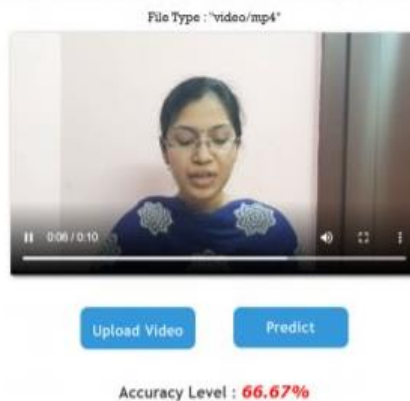 File Type : "video/mp4"
0:06 / 0:10
Upload Video
Predict
Accuracy Level : 66.67%